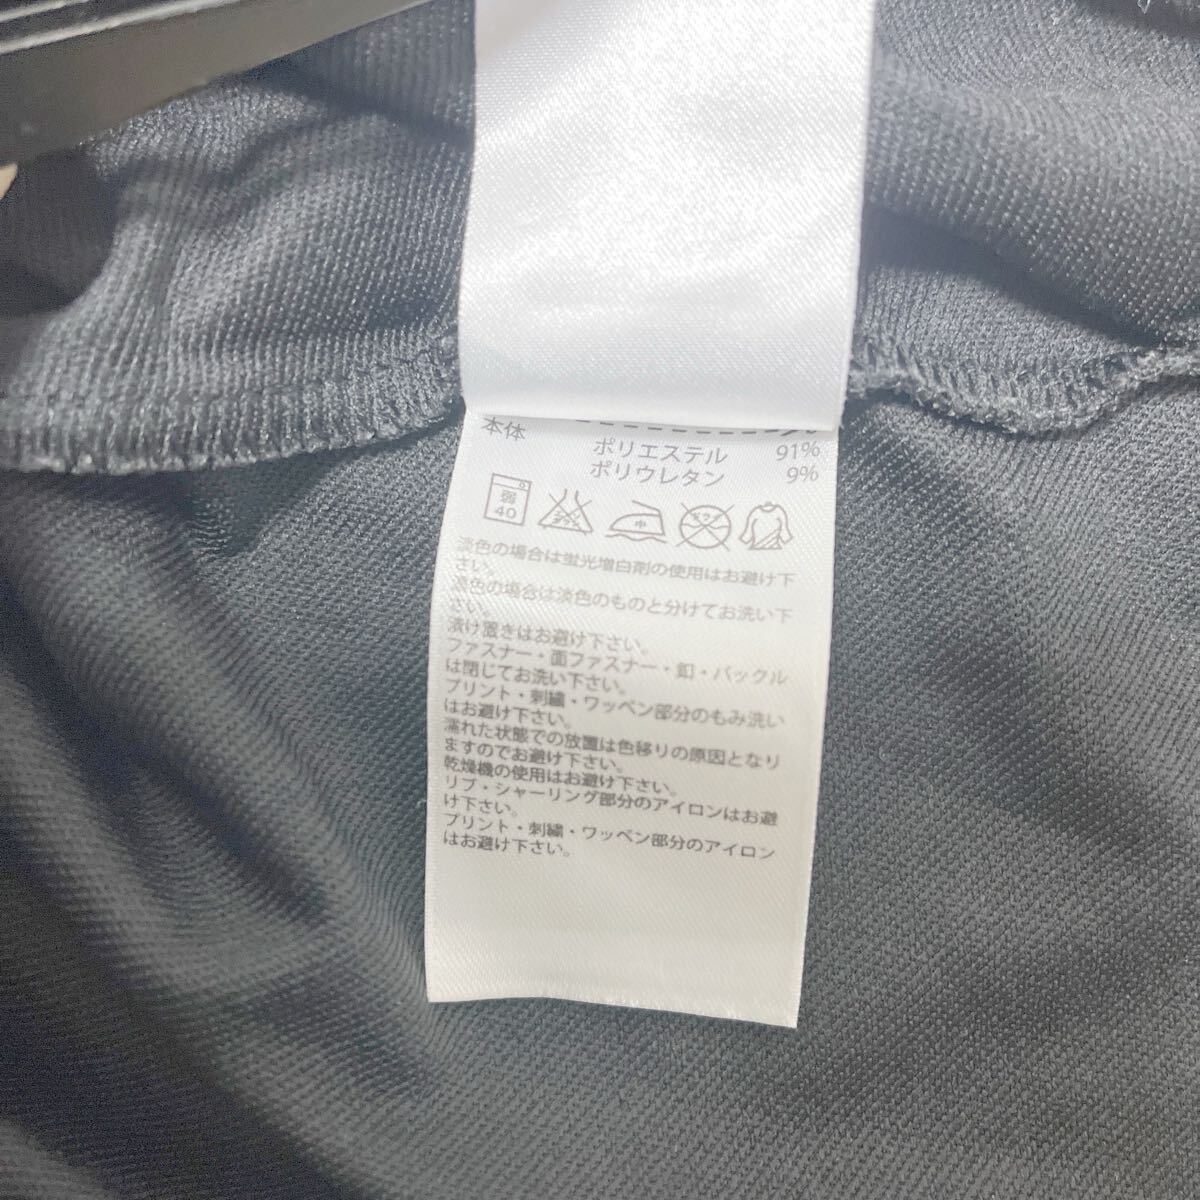 本体
ポリエステル 91%
ポリウレタン 9%
弱 40 エンソサラシ 中 ドライ
淡色の場合は蛍光増白剤の使用はお避け下
さい。
濃色の場合は淡色のものと分けてお洗い下
さい。
漬け置きはお避け下さい。
ファスナー・面ファスナー・釦・バックル
は閉じてお洗い下さい。
プリント・刺繍・ワッペン部分のもみ洗い
はお避け下さい。
濡れた状態での放置は色移りの原因となり
ますのでお避け下さい。
乾燥機の使用はお避け下さい。
リブ・シャーリング部分のアイロンはお避
け下さい。
プリント・刺繍・ワッペン部分のアイロン
はお避け下さい。